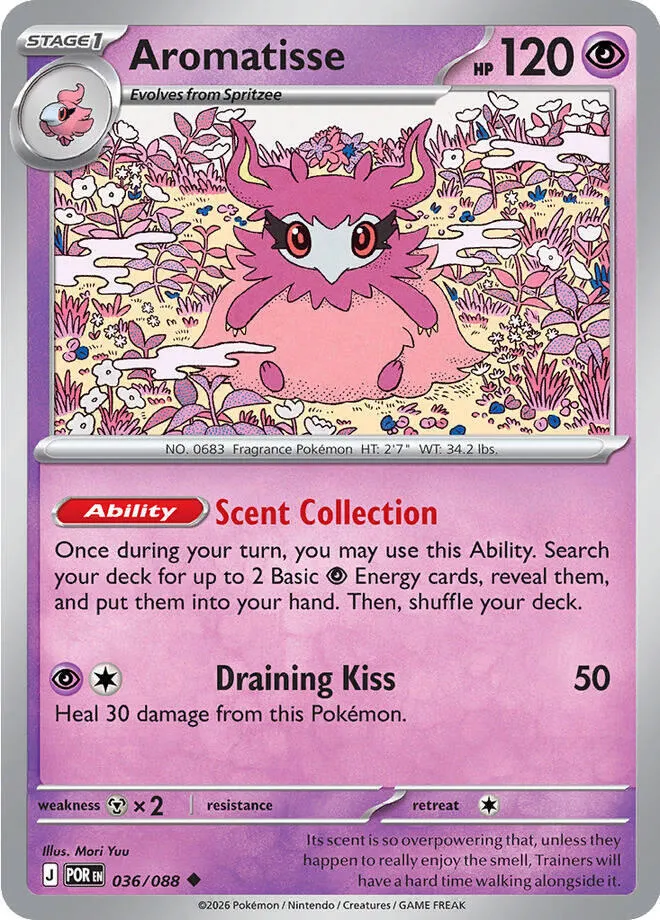 STAGE1
Aromatisse
HP 120
Evolves from Spritzee
NO. 0683 Fragrance Pokémon HT: 2'7" WT: 34.2 lbs.
Ability Scent Collection
Once during your turn, you may use this Ability. Search
your deck for up to 2 Basic Energy cards, reveal them,
and put them into your hand. Then, shuffle your deck.
Draining Kiss 50
Heal 30 damage from this Pokémon.
weakness ×2 resistance retreat
Illus. Mori Yuu
J POR EN 036/088
Its scent is so overpowering that, unless they
happen to really enjoy the smell, Trainers will
have a hard time walking alongside it.
©2026 Pokémon / Nintendo / Creatures / GAME FREAK